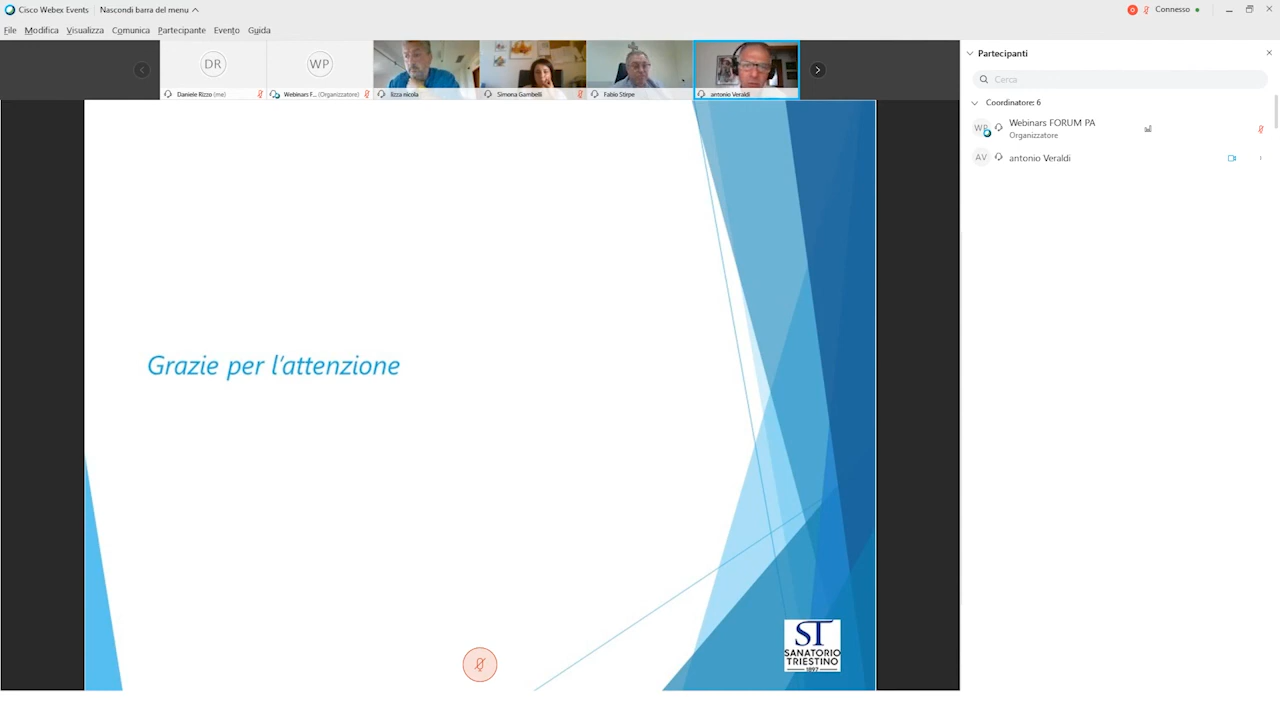 Cisco Webex Events
Nascondi barra del menu
Connesso
File Modifica Visualizza Comunica Partecipante Evento Guida
DR
WP
Daniele Rizzo (me)
Webinars F... (Organizzatore)
lizza nicola
Simona Gambelli
Fabio Stirpe
antonio Veraldi
Partecipanti
Cerca
Coordinatore: 6
WP
Webinars FORUM PA
Organizzatore
AV
antonio Veraldi
Grazie per l'attenzione
ST
SANATORIO
TRIESTINO
1892